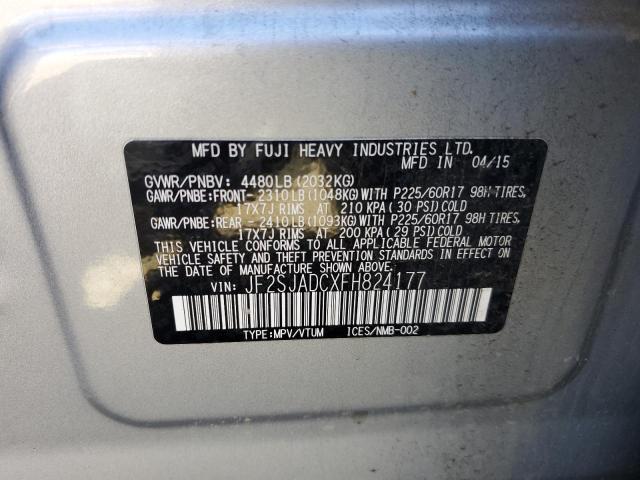 MFD BY FUJI HEAVY INDUSTRIES LTD.
MFD IN 04/15
GVWR/PNBV: 4480LB(2032KG)
GAWR/PNBE:FRONT-2310LB(1048KG)WITH P225/60R17 98H TIRES,
17X7J RIMS AT 210 KPA(30 PSI)COLD
GAWR/PNBE:REAR -2410LB(1093KG)WITH P225/60R17 98H TIRES,
17X7J RIMS AT 200 KPA(29 PSI)COLD
THIS VEHICLE CONFORMS TO ALL APPLICABLE FEDERAL MOTOR
VEHICLE SAFETY AND THEFT PREVENTION STANDARDS IN EFFECT ON
THE DATE OF MANUFACTURE SHOWN ABOVE.
VIN: JF2SJADCXFH824177
TYPE:MPV/VTUM ICES/NMB-002